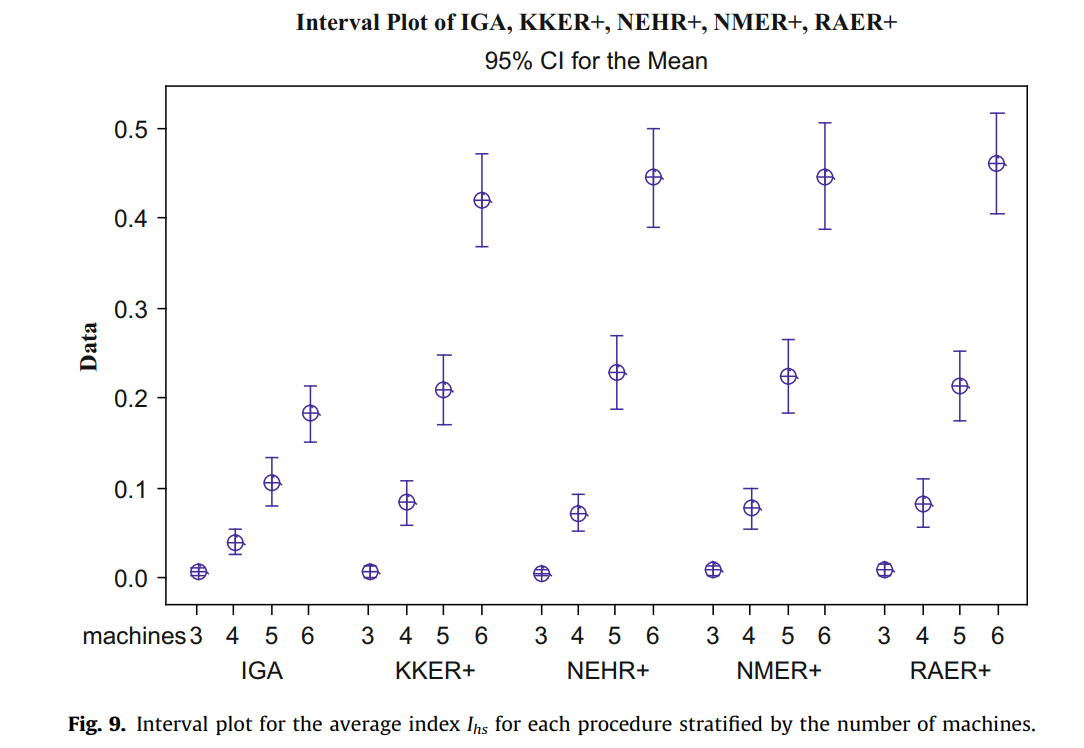 Interval Plot of IGA, KKER+, NEHR+, NMER+, RAER+
95% CI for the Mean
0.5
0.4
0.3
0.2
0.1
0.0
Data
machines 3 4 5 6 3 4 5 6 3 4 5 6 3 4 5 6 3 4 5 6
IGA KKER+ NEHR+ NMER+ RAER+
Fig. 9. Interval plot for the average index Ihs for each procedure stratified by the number of machines.